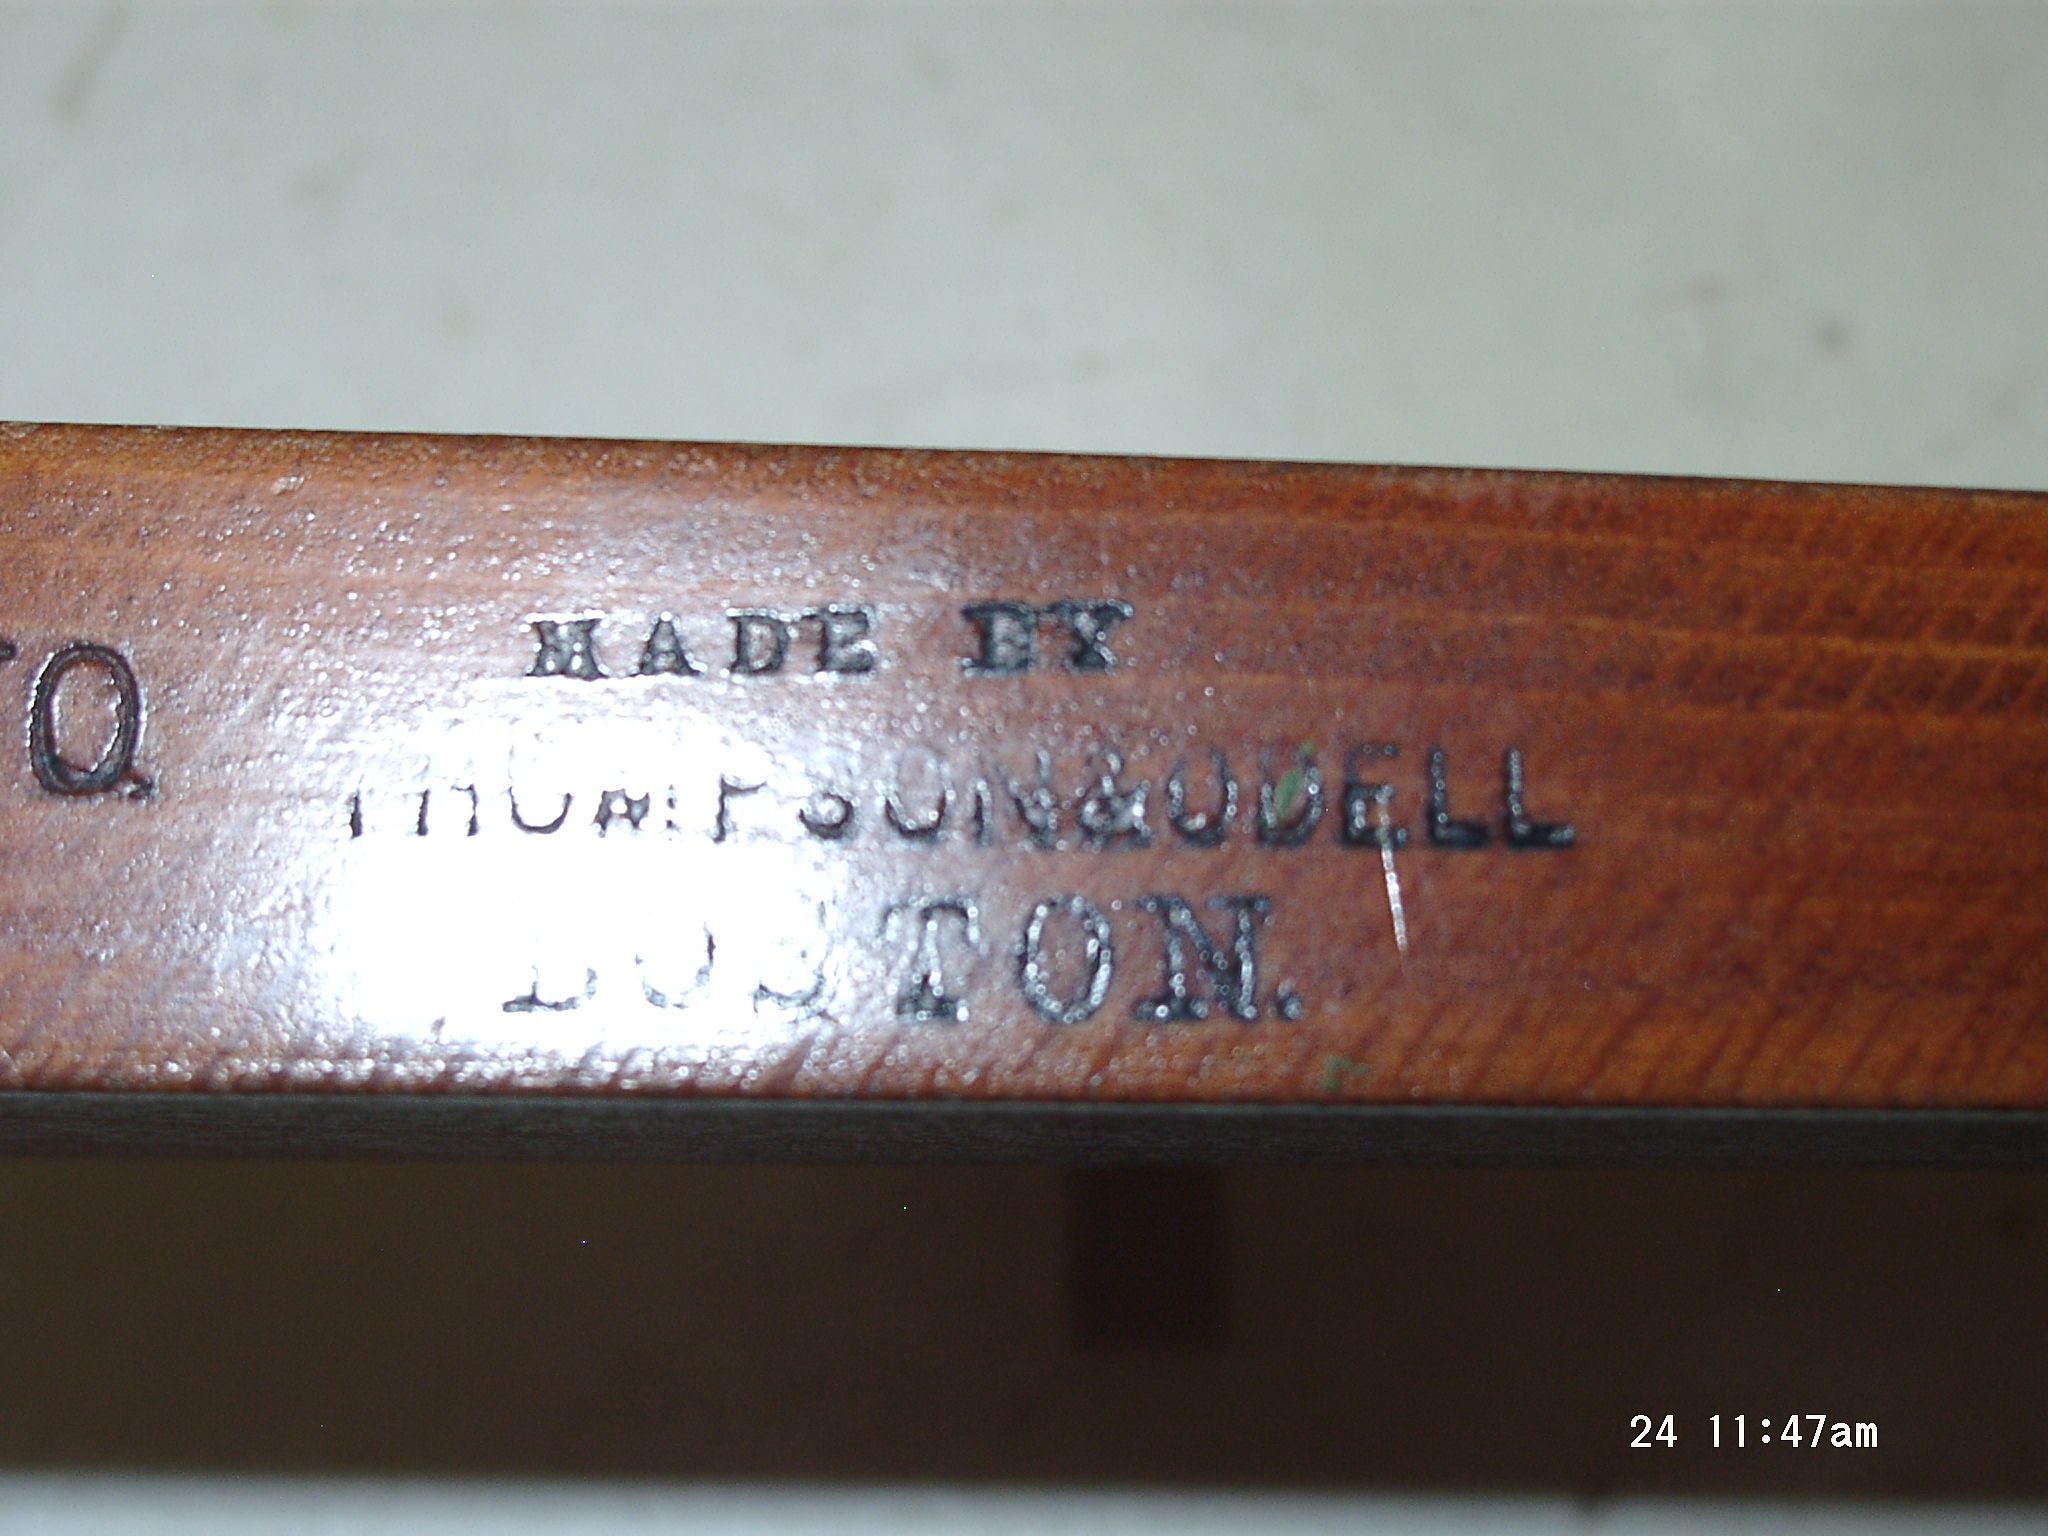 MADE BY
THOMPSON&ODELL
BOSTON.
Q
24 11:47am